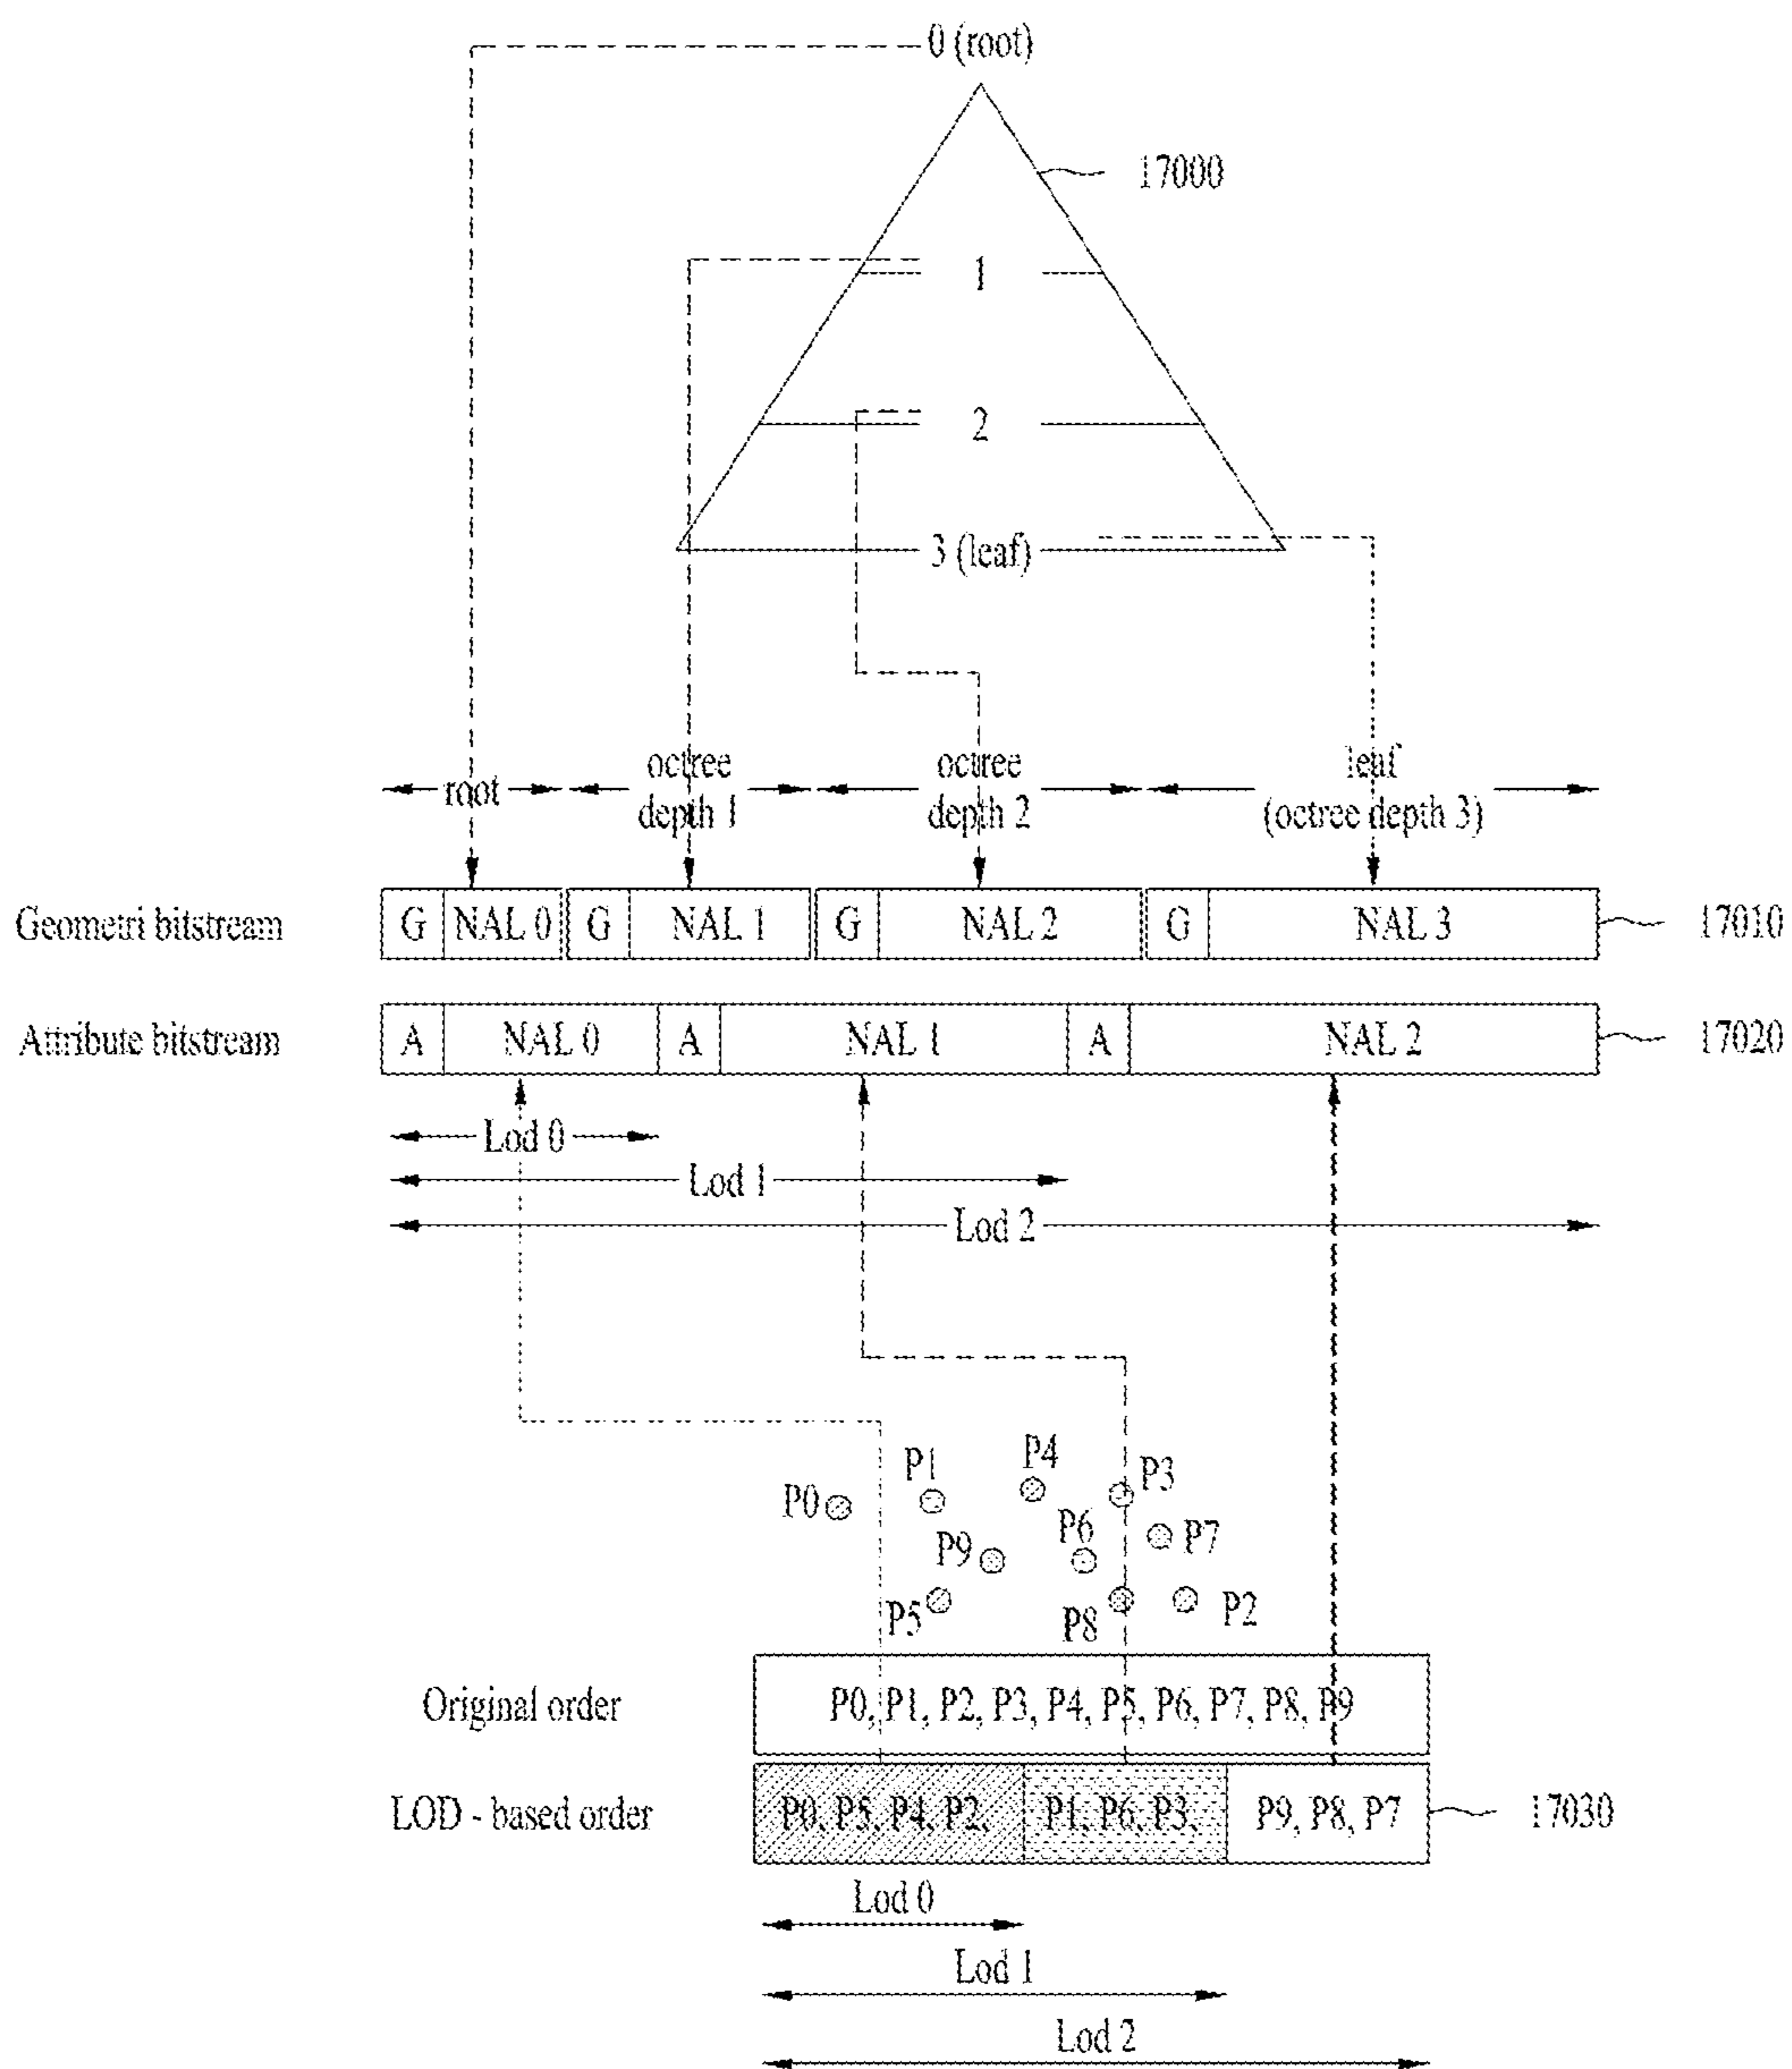 0 (root)
17000
1
2
3 (leaf)
root
octree
depth 1
octree
depth 2
leaf
(octree depth 3)
Geometri bitstream
G NAL 0 G NAL 1 G NAL 2 G NAL 3
17010
Attribute bitstream
A NAL 0 A NAL 1 A NAL 2
17020
Lod 0
Lod 1
Lod 2
P4
P1
P3
P0
P6
P7
P9
P5
P8
P2
Original order
P0, P1, P2, P3, P4, P5, P6, P7, P8, P9
LOD - based order
P0, P5, P4, P2, P1, P6, P3, P9, P8, P7
17030
Lod 0
Lod 1
Lod 2